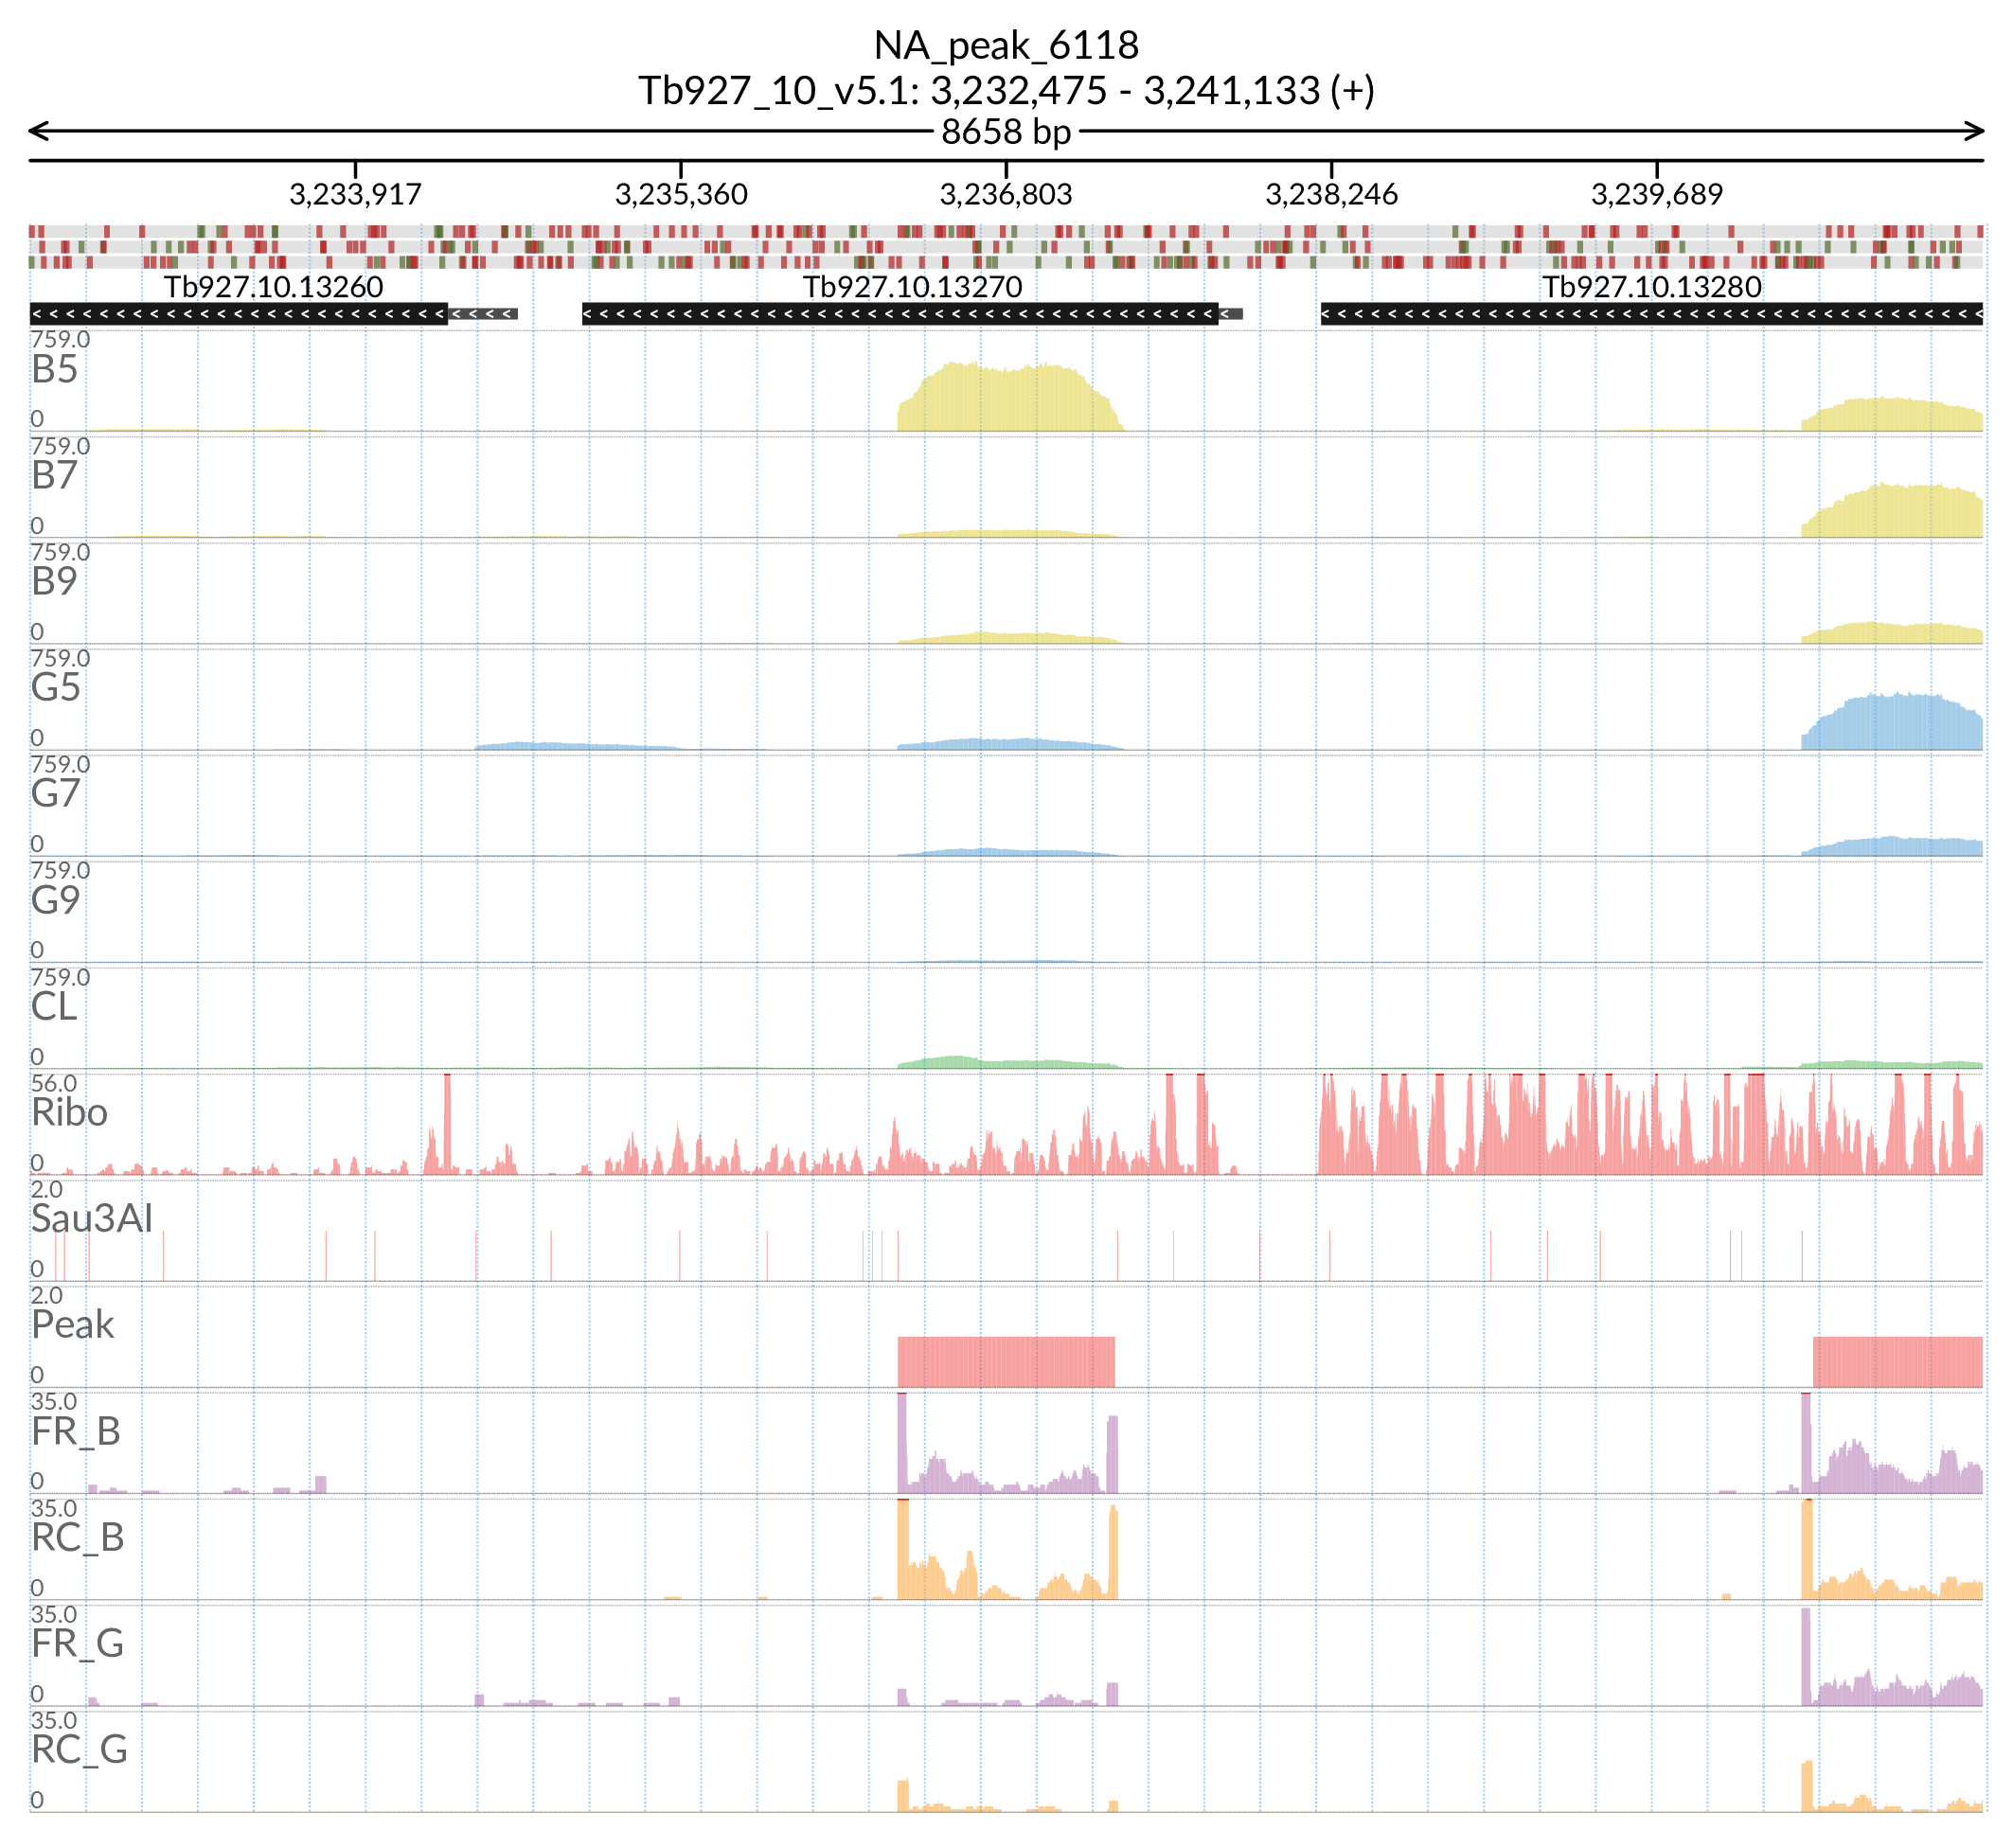 NA_peak_6118
Tb927_10_v5.1: 3,232,475 - 3,241,133 (+)
8658 bp
3,233,917 3,235,360 3,236,803 3,238,246 3,239,689
Tb927.10.13260 Tb927.10.13270 Tb927.10.13280
759.0
B5
0
759.0
B7
0
759.0
B9
0
759.0
G5
0
759.0
G7
0
759.0
G9
0
759.0
CL
0
56.0
Ribo
0
2.0
Sau3AI
0
2.0
Peak
0
35.0
FR_B
0
35.0
RC_B
0
35.0
FR_G
0
35.0
RC_G
0